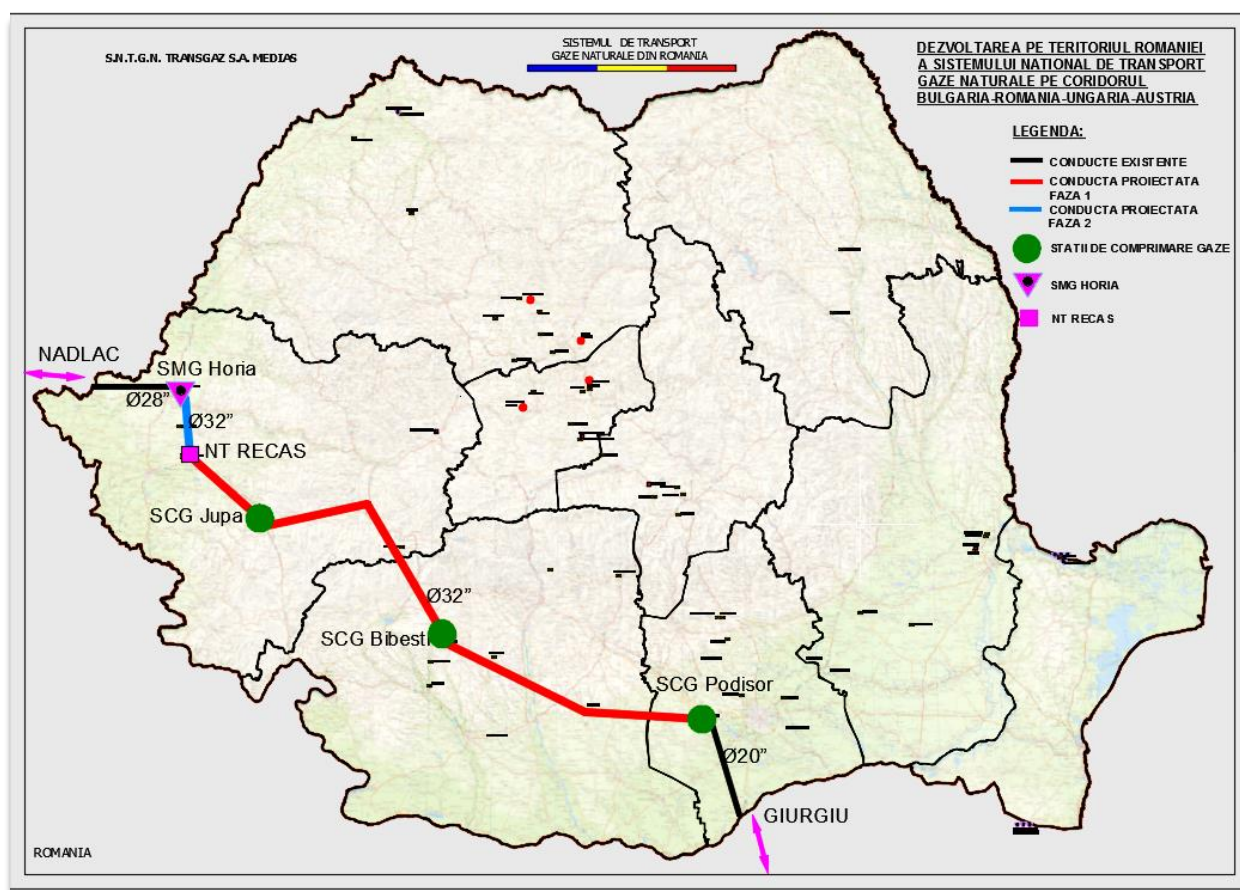 S.N.T.G.N. TRANSGAZ S.A. MEDIAS
SISTEMUL DE TRANSPORT
GAZE NATURALE DIN ROMANIA
DEZVOLTAREA PE TERITORIUL ROMANIEI
A SISTEMULUI NATIONAL DE TRANSPORT
GAZE NATURALE PE CORIDORUL
BULGARIA-ROMANIA-UNGARIA-AUSTRIA
LEGENDA:
CONDUCTE EXISTENTE
CONDUCTA PROIECTATA
FAZA 1
CONDUCTA PROIECTATA
FAZA 2
STATII DE COMPRIMARE GAZE
SMG HORIA
NT RECAS
NADLAC
SMG Horia
Ø28”
Ø32”
NT RECAS
SCG Jupa
Ø32”
SCG Bibesti
SCG Podisor
Ø20”
GIURGIU
ROMANIA